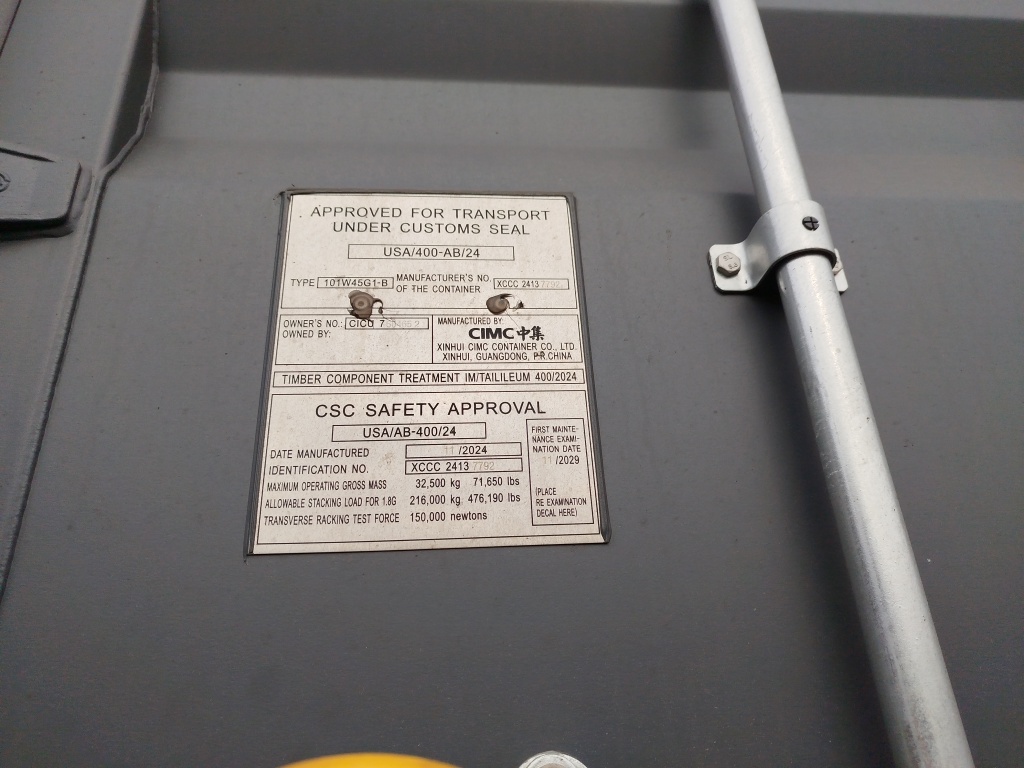 APPROVED FOR TRANSPORT
UNDER CUSTOMS SEAL
USA/400-AB/24
TYPE 101W45G1-B MANUFACTURER'S NO. OF THE CONTAINER XCCC 2413 7792
OWNER'S NO.: CICU
OWNED BY:
MANUFACTURED BY:
CIMC中集
XINHUI CIMC CONTAINER CO., LTD.
XINHUI, GUANGDONG, P.R.CHINA
TIMBER COMPONENT TREATMENT IM/TAILILEUM 400/2024
CSC SAFETY APPROVAL
USA/AB-400/24
DATE MANUFACTURED 11/2024
IDENTIFICATION NO. XCCC 2413 7792
MAXIMUM OPERATING GROSS MASS 32,500 kg 71,650 lbs
ALLOWABLE STACKING LOAD FOR 1.8G 216,000 kg 476,190 lbs
TRANSVERSE RACKING TEST FORCE 150,000 newtons
FIRST MAINTE-
NANCE EXAMI-
NATION DATE
11/2029
(PLACE
RE EXAMINATION
DECAL HERE)